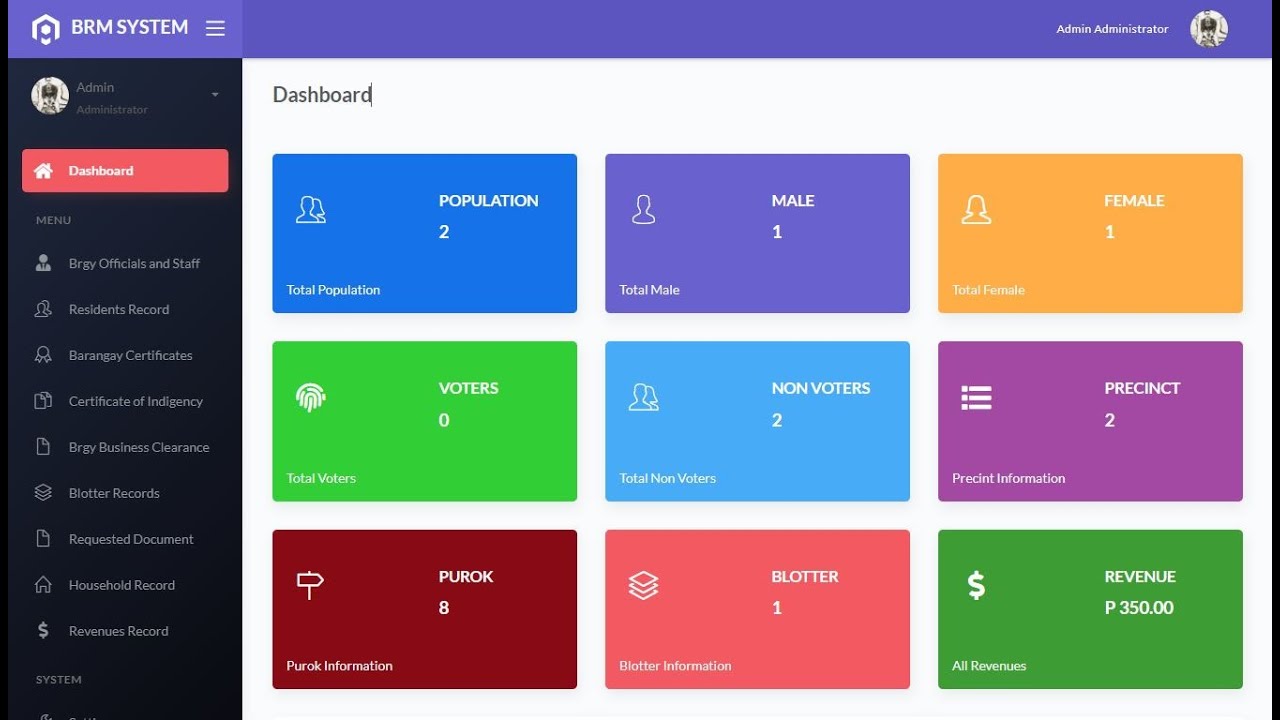 BRM SYSTEM
Admin Administrator
Admin
Administrator
Dashboard
MENU
Brgy Officials and Staff
Residents Record
Barangay Certificates
Certificate of Indigency
Brgy Business Clearance
Blotter Records
Requested Document
Household Record
Revenues Record
SYSTEM
Dashboard
POPULATION
2
Total Population
MALE
1
Total Male
FEMALE
1
Total Female
VOTERS
0
Total Voters
NON VOTERS
2
Total Non Voters
PRECINCT
2
Precint Information
PUROK
8
Purok Information
BLOTTER
1
Blotter Information
REVENUE
P 350.00
All Revenues